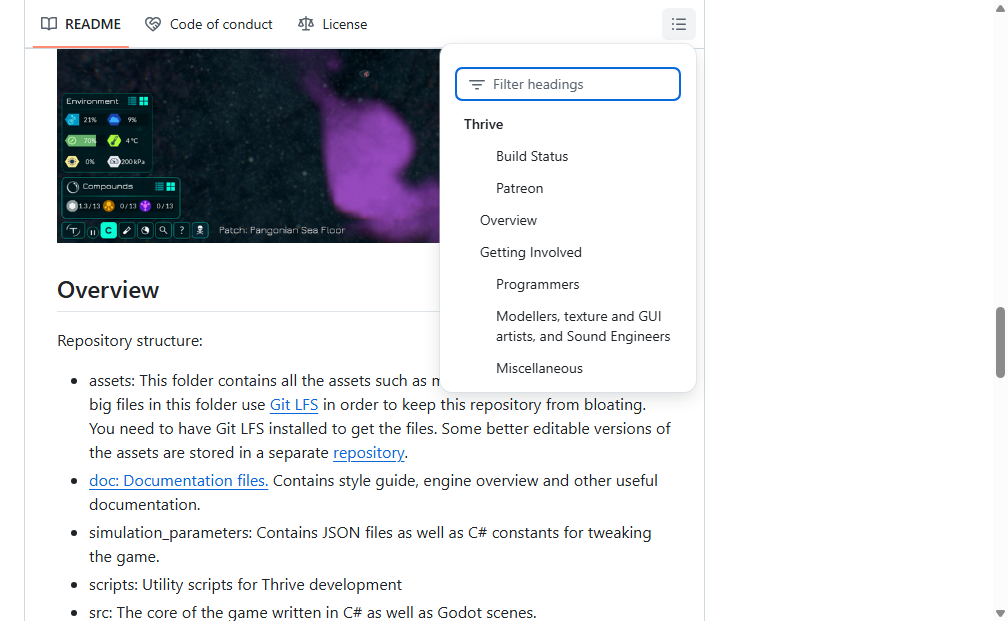 README
Code of conduct
License
Filter headings
Thrive
Build Status
Patreon
Overview
Getting Involved
Programmers
Modellers, texture and GUI
artists, and Sound Engineers
Miscellaneous
Environment
21%
9%
70%
4 °C
0%
200 kPa
Compounds
13/13
0/13
0/13
C
?
Patch: Pangonian Sea Floor
Overview
Repository structure:
assets: This folder contains all the assets such as
big files in this folder use Git LFS in order to keep this repository from bloating.
You need to have Git LFS installed to get the files. Some better editable versions of
the assets are stored in a separate repository.
doc: Documentation files. Contains style guide, engine overview and other useful
documentation.
simulation_parameters: Contains JSON files as well as C# constants for tweaking
the game.
scripts: Utility scripts for Thrive development
src: The core of the game written in C# as well as Godot scenes.